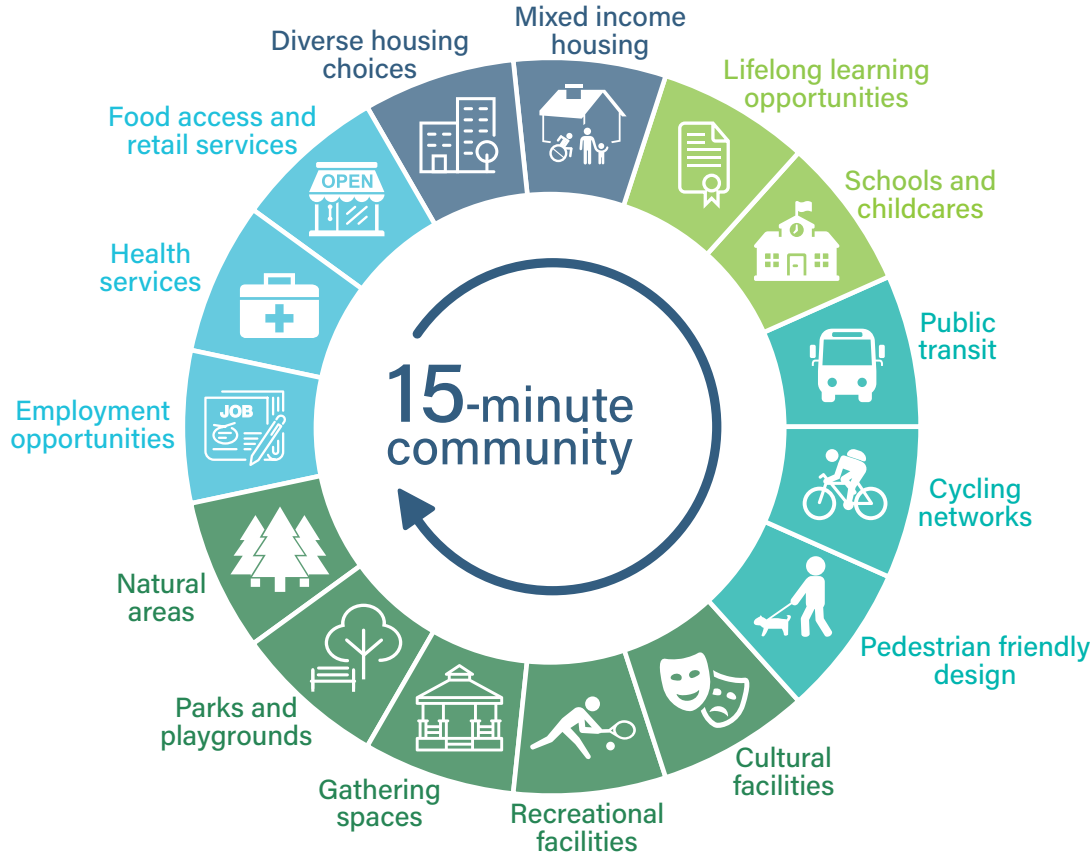 Mixed income
housing
Lifelong learning
opportunities
Schools and
childcares
Public
transit
Cycling
networks
Pedestrian friendly
design
Cultural
facilities
Recreational
facilities
Gathering
spaces
Parks and
playgrounds
Natural
areas
Employment
opportunities
JOB
Health
services
Food access and
retail services
OPEN
Diverse housing
choices
15-minute
community